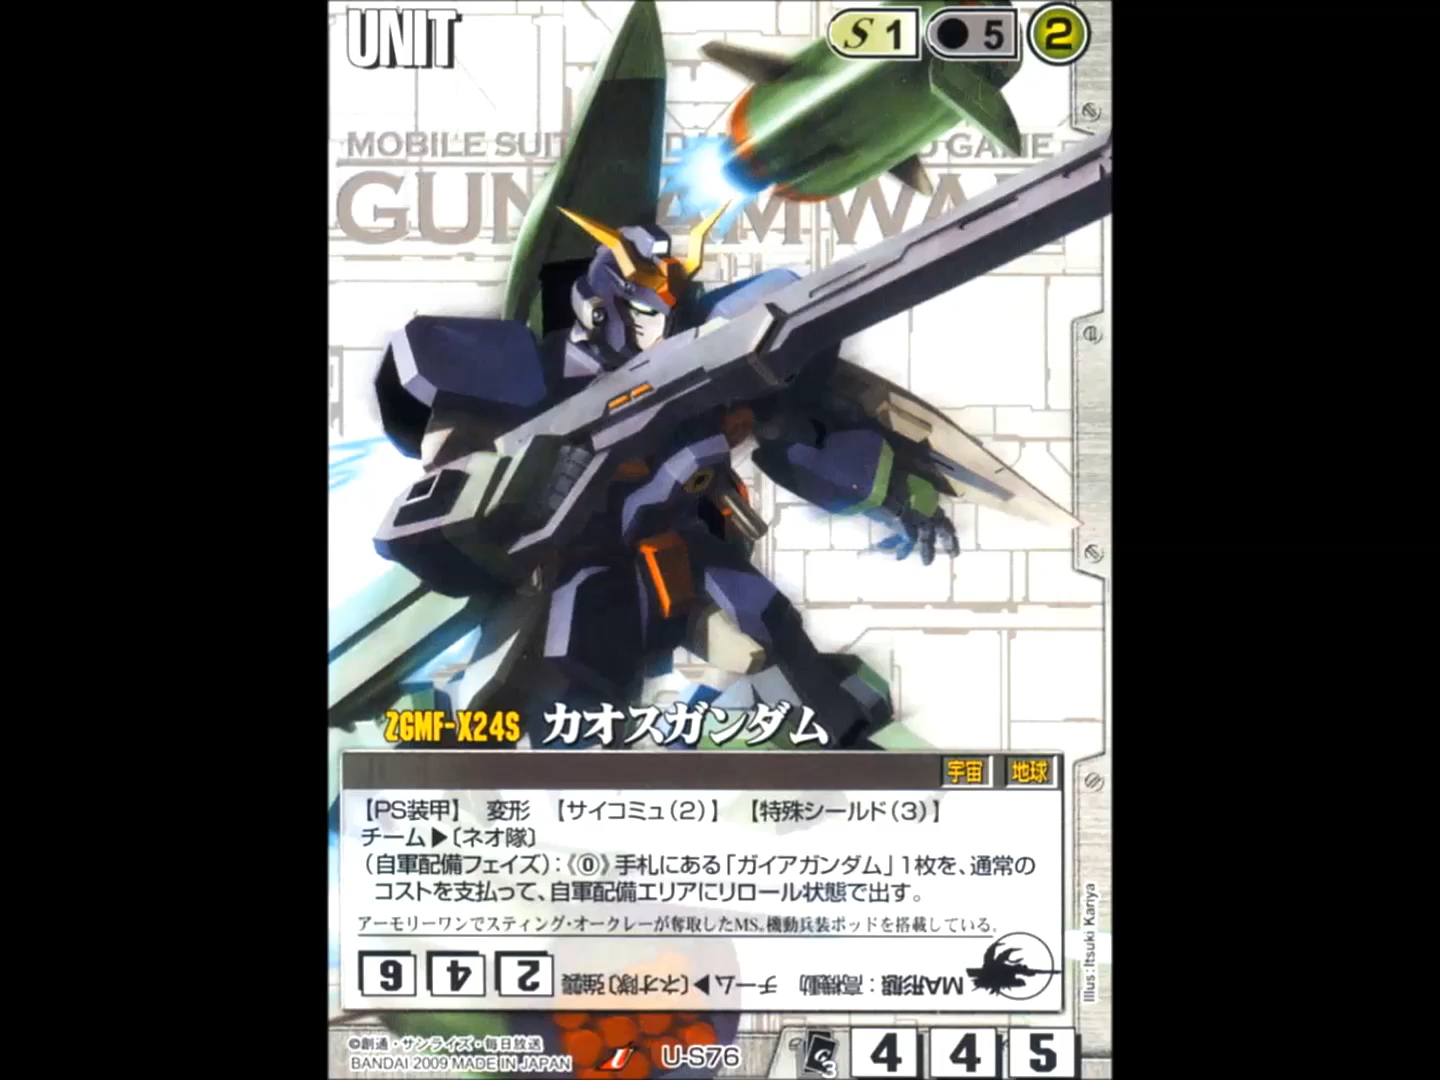 UNIT
S 1 5 2
MOBILE SUIT GAME
GUN AMWA
ZGMF-X24S カオスガンダム
宇宙 地球
【PS装甲】 変形 【サイコミュ(2)】 【特殊シールド(3)】
チーム▶〔ネオ隊〕
(自軍配備フェイズ):《⓪》手札にある「ガイアガンダム」1枚を、通常の
コストを支払って、自軍配備エリアにリロール状態で出す。
アーモリーワンでスティング・オークレーが奪取したMS。機動兵装ポッドを搭載している。
MA形態:高機動 チーム▶〔ネオ隊〕強襲
2 4 6
Illus:Itsuki Kanya
©創通・サンライズ・毎日放送
BANDAI 2009 MADE IN JAPAN
U-S76
3
4 4 5